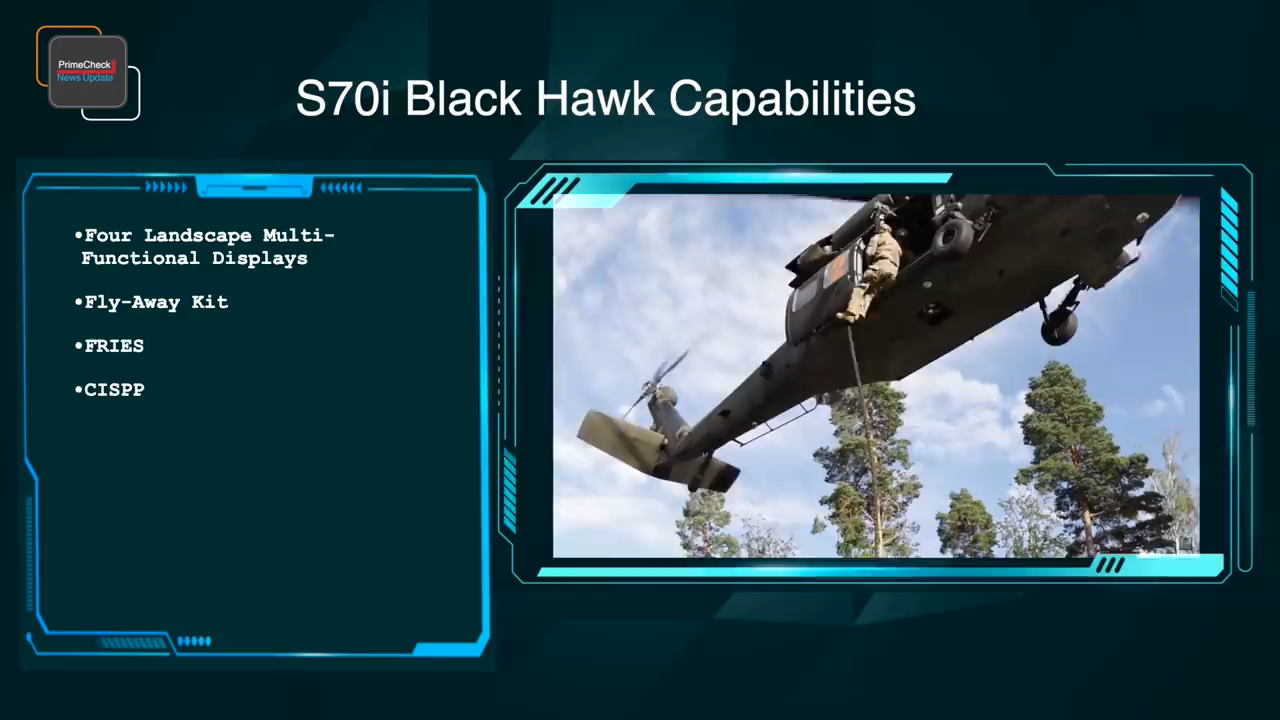 PrimeCheck
News Update
S70i Black Hawk Capabilities
•Four Landscape Multi-
Functional Displays
•Fly-Away Kit
•FRIES
•CISPP